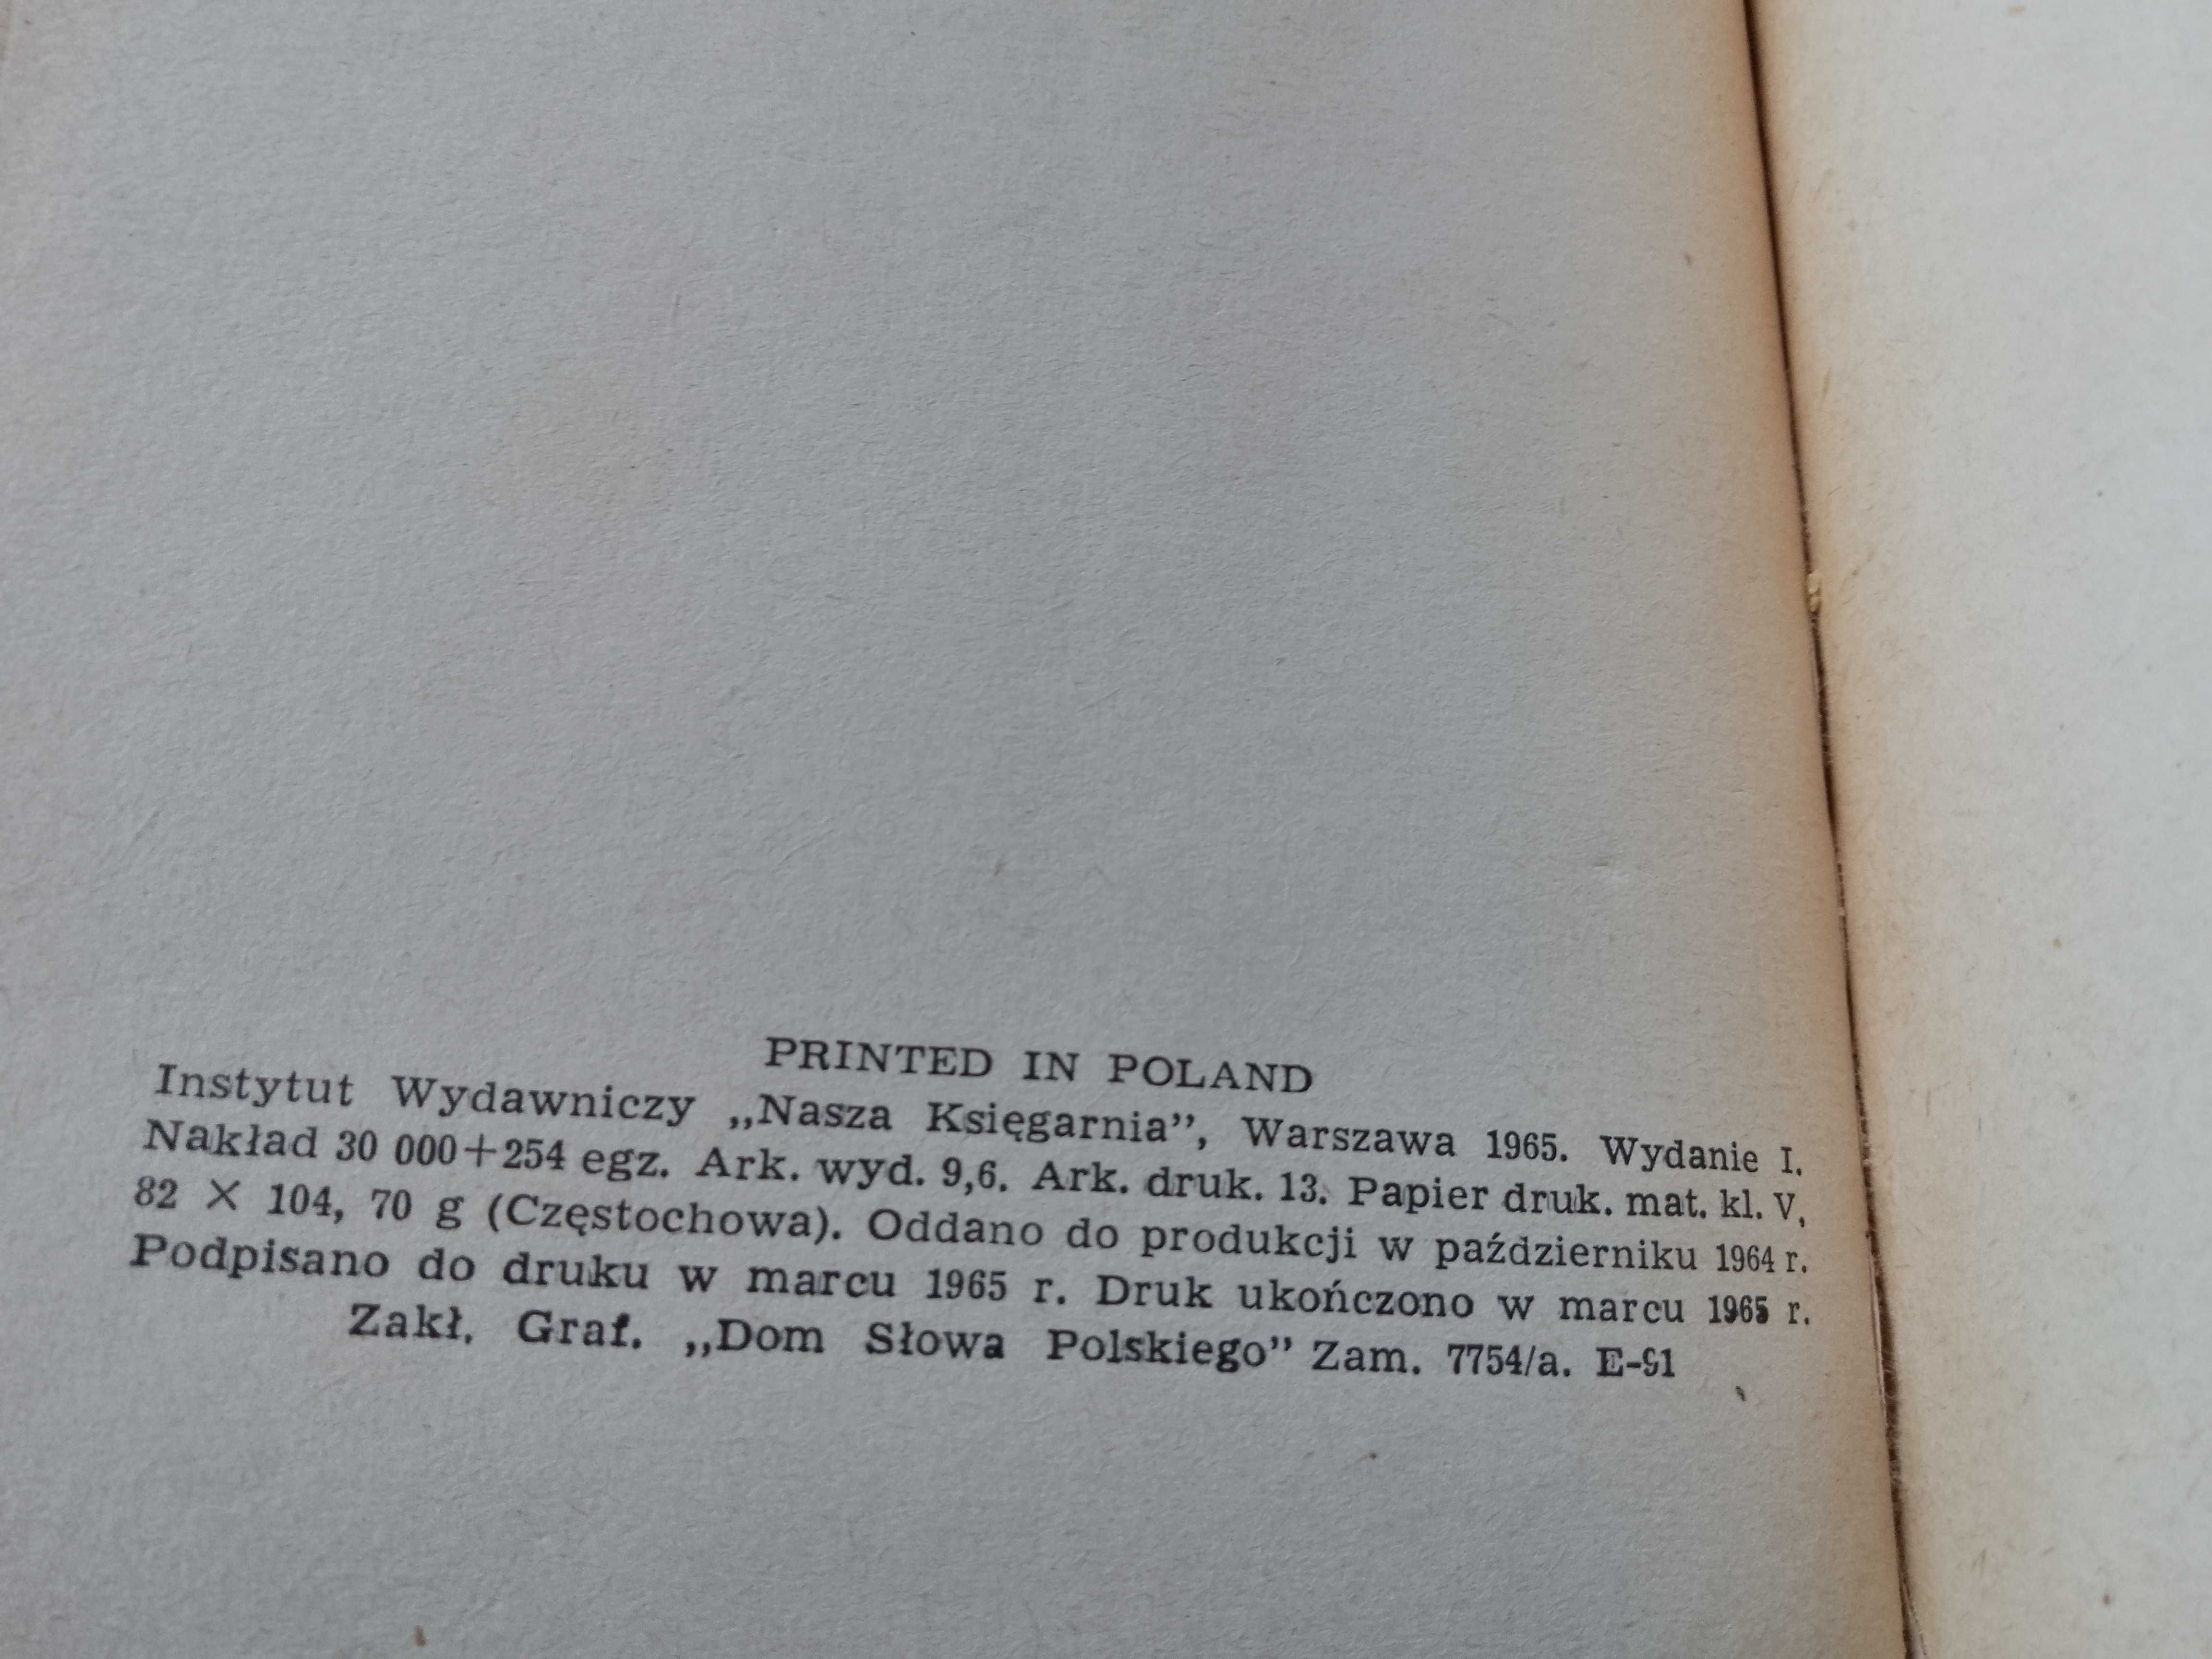 PRINTED IN POLAND
Instytut Wydawniczy „Nasza Księgarnia”, Warszawa 1965. Wydanie I.
Nakład 30 000+254 egz. Ark. wyd. 9,6. Ark. druk. 13. Papier druk. mat. kl. V,
82 × 104, 70 g (Częstochowa). Oddano do produkcji w październiku 1964 r.
Podpisano do druku w marcu 1965 r. Druk ukończono w marcu 1965 r.
Zakł. Graf. „Dom Słowa Polskiego” Zam. 7754/a. E-91